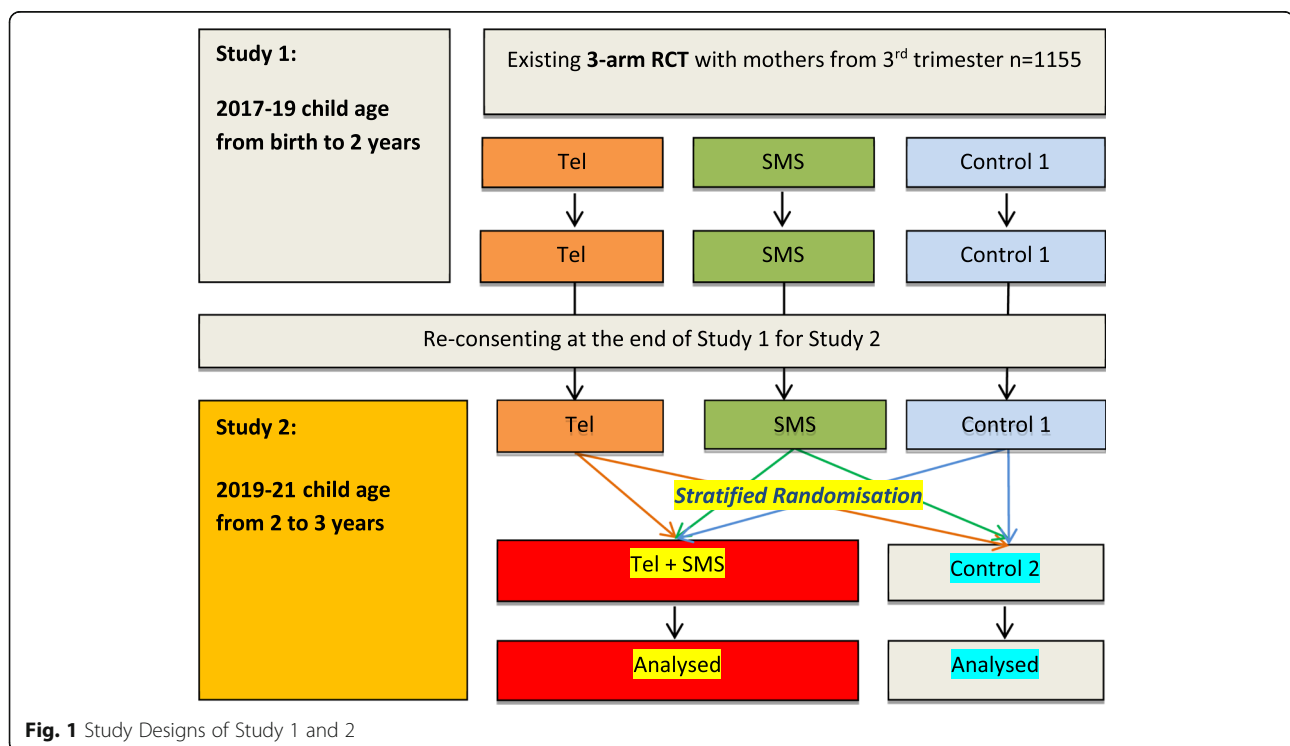 Study 1:
2017-19 child age
from birth to 2 years
Existing 3-arm RCT with mothers from 3rd trimester n=1155
Tel
SMS
Control 1
Tel
SMS
Control 1
Re-consenting at the end of Study 1 for Study 2
Study 2:
2019-21 child age
from 2 to 3 years
Tel
SMS
Control 1
Stratified Randomisation
Tel + SMS
Control 2
Analysed
Analysed
Fig. 1 Study Designs of Study 1 and 2